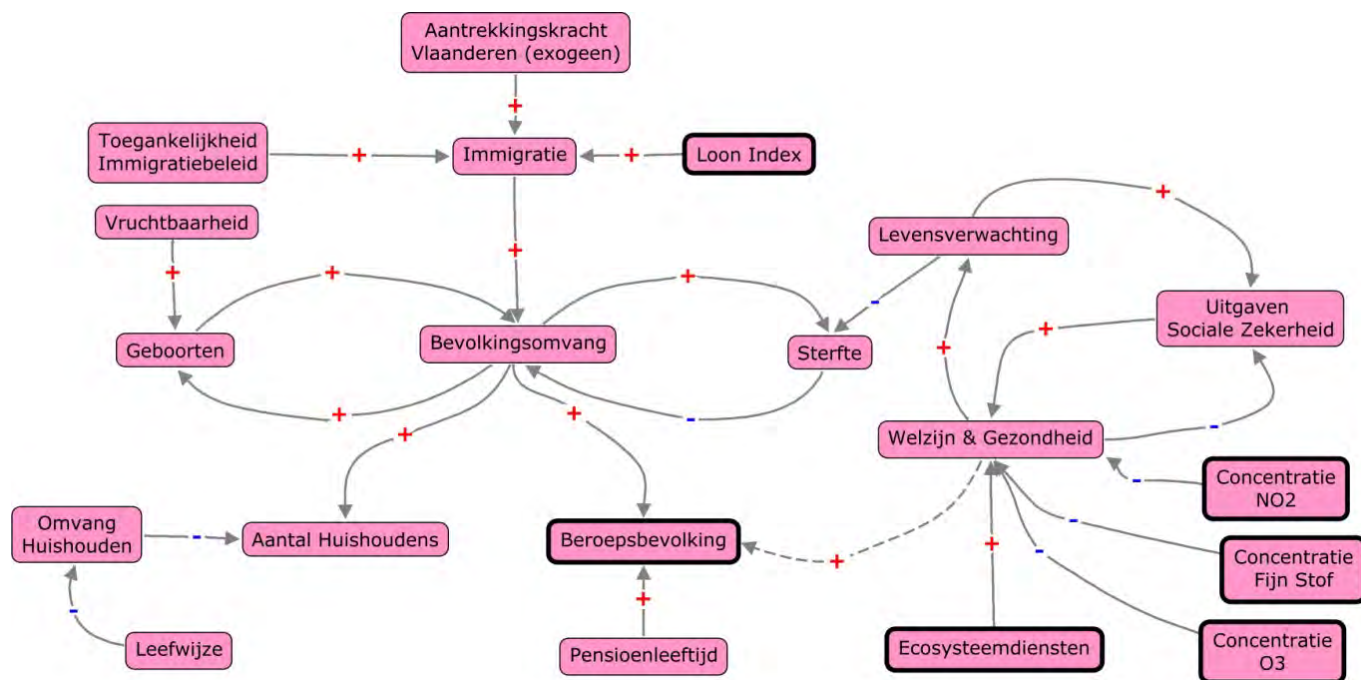 Aantrekkingskracht
Vlaanderen (exogeen)
+
Toegankelijkheid
Immigratiebeleid
+
Immigratie
+
Loon Index
Vruchtbaarheid
+
+
Levensverwachting
+
+
+
-
Uitgaven
Sociale Zekerheid
Geboorten
Bevolkingsomvang
Sterfte
+
+
+
+
-
+
Welzijn & Gezondheid
-
Concentratie
NO2
-
Omvang
Huishouden
-
Aantal Huishoudens
Beroepsbevolking
+
+
-
-
Concentratie
Fijn Stof
-
Leefwijze
+
Pensioenleeftijd
Ecosysteemdiensten
Concentratie
O3